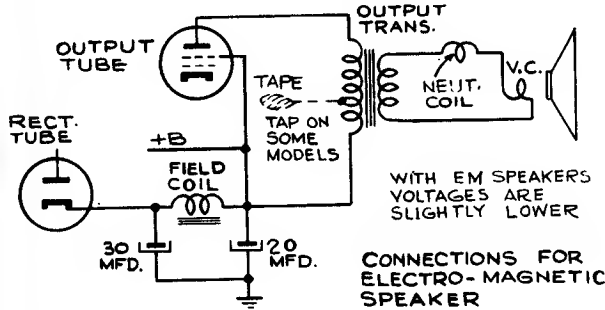 OUTPUT
TRANS.
OUTPUT
TUBE
TAPE
TAP ON
SOME
MODELS
NEUT.
COIL
V.C.
RECT.
TUBE
+B
FIELD
COIL
30
MFD.
20
MFD.
WITH EM SPEAKERS
VOLTAGES ARE
SLIGHTLY LOWER
CONNECTIONS FOR
ELECTRO-MAGNETIC
SPEAKER